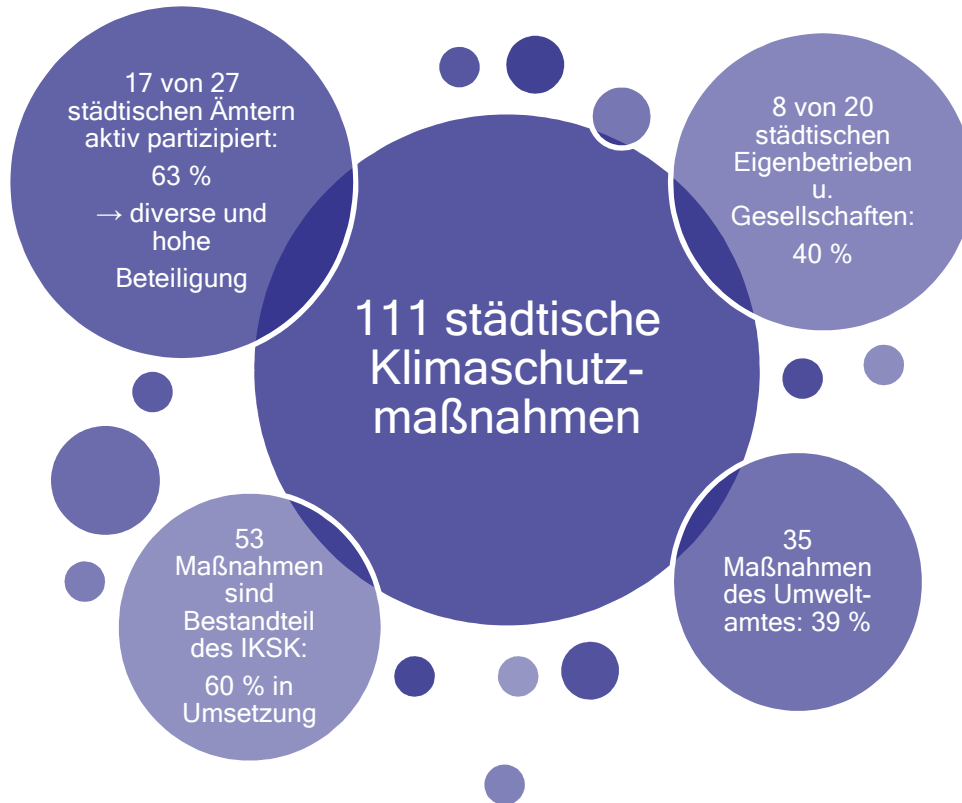 17 von 27
städtischen Ämtern
aktiv partizipiert:
63 %
→ diverse und
hohe
Beteiligung
8 von 20
städtischen
Eigenbetrieben
u.
Gesellschaften:
40 %
111 städtische
Klimaschutz-
maßnahmen
53
Maßnahmen
sind
Bestandteil
des IKSK:
60 % in
Umsetzung
35
Maßnahmen
des Umwelt-
amtes: 39 %